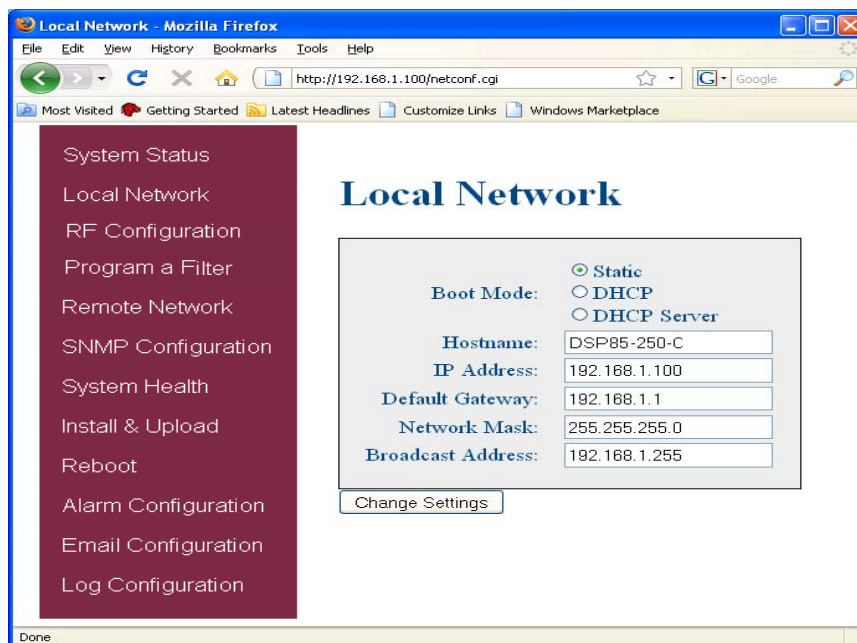 Local Network - Mozilla Firefox
File Edit View History Bookmarks Tools Help
http://192.168.1.100/netconf.cgi
G Google
Most Visited Getting Started Latest Headlines Customize Links Windows Marketplace
System Status
Local Network
RF Configuration
Program a Filter
Remote Network
SNMP Configuration
System Health
Install & Upload
Reboot
Alarm Configuration
Email Configuration
Log Configuration
Local Network
Boot Mode:
Static
DHCP
DHCP Server
Hostname: DSP85-250-C
IP Address: 192.168.1.100
Default Gateway: 192.168.1.1
Network Mask: 255.255.255.0
Broadcast Address: 192.168.1.255
Change Settings
Done